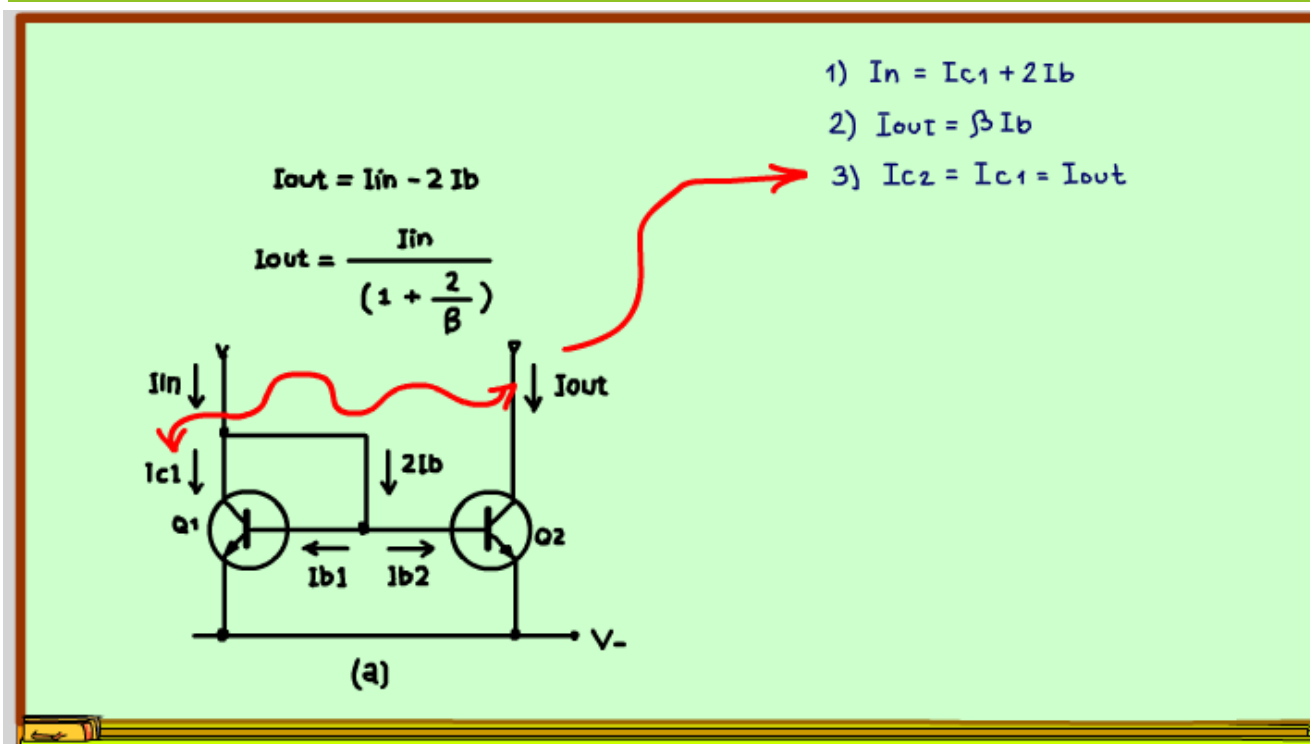 1) In = Ic1 + 2Ib
2) Iout = βIb
3) Ic2 = Ic1 = Iout
Iout = Iin - 2 Ib
Iout = Iin / (1 + 2/β)
Iin
Iout
Ic1
2Ib
Q1
Q2
Ib1
Ib2
V-
(a)